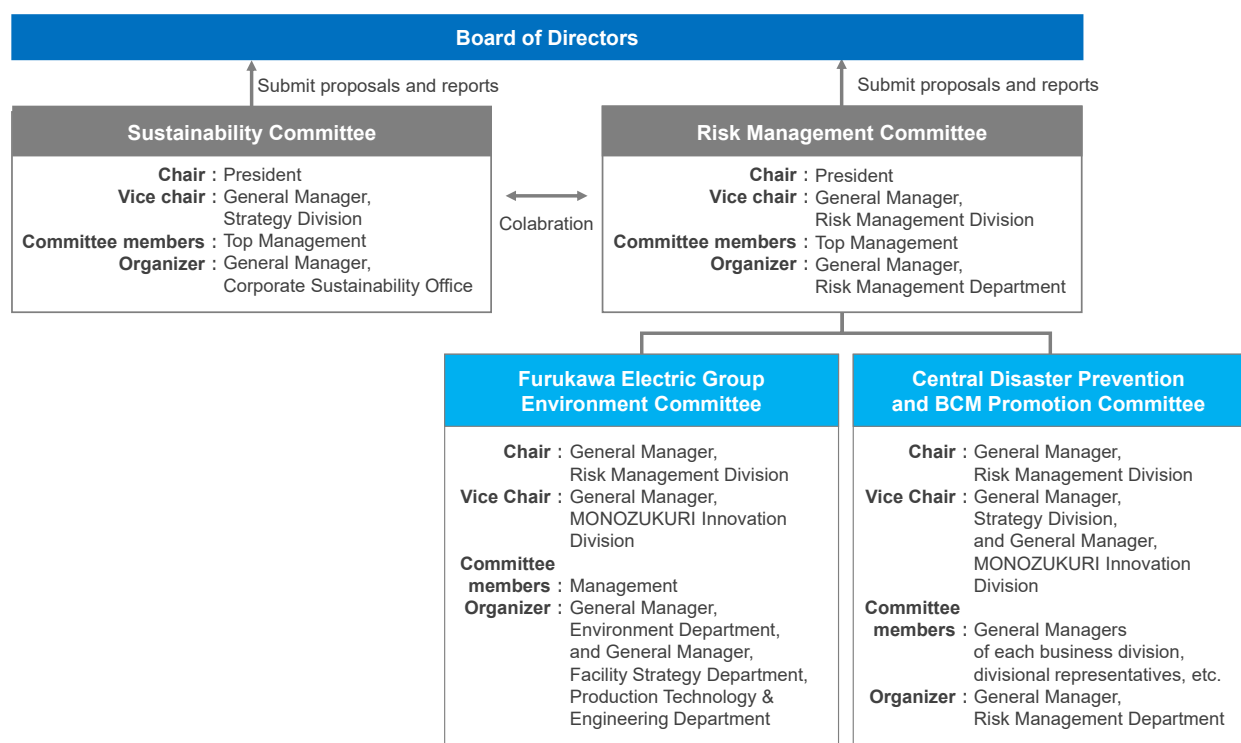 Board of Directors
Submit proposals and reports
Submit proposals and reports
Sustainability Committee
Chair : President
Vice chair : General Manager,
Strategy Division
Committee members : Top Management
Organizer : General Manager,
Corporate Sustainability Office
Colabration
Risk Management Committee
Chair : President
Vice chair : General Manager,
Risk Management Division
Committee members : Top Management
Organizer : General Manager,
Risk Management Department
Furukawa Electric Group
Environment Committee
Chair : General Manager,
Risk Management Division
Vice Chair : General Manager,
MONOZUKURI Innovation
Division
Committee
members : Management
Organizer : General Manager,
Environment Department,
and General Manager,
Facility Strategy Department,
Production Technology &
Engineering Department
Central Disaster Prevention
and BCM Promotion Committee
Chair : General Manager,
Risk Management Division
Vice Chair : General Manager,
Strategy Division,
and General Manager,
MONOZUKURI Innovation
Division
Committee
members : General Managers
of each business division,
divisional representatives, etc.
Organizer : General Manager,
Risk Management Department